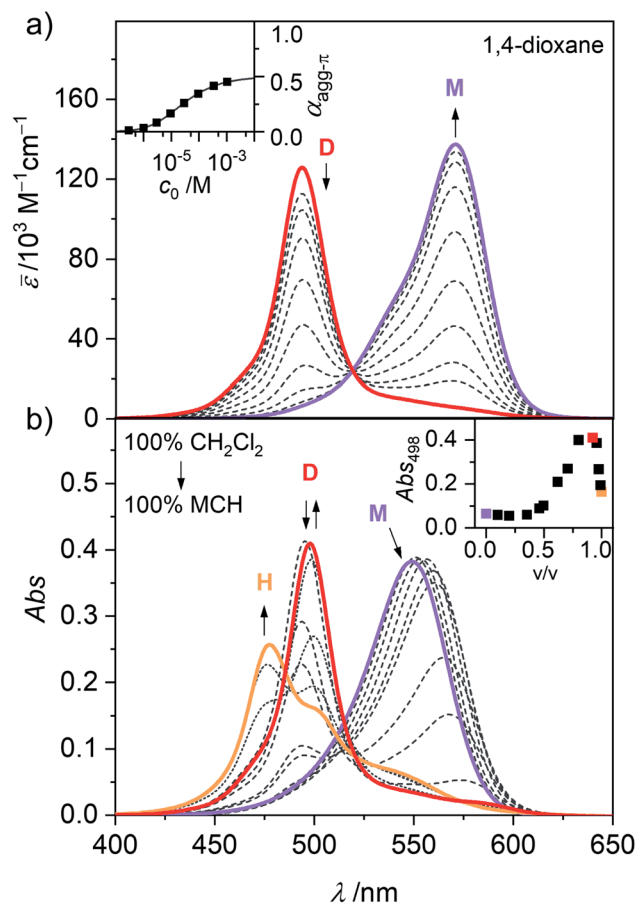 a)
1,4-dioxane
1.0
0.5
0.0
α_agg-π
10⁻⁵ 10⁻³
c₀ /M
D
M
ε̄ /10³ M⁻¹cm⁻¹
160
120
80
40
0
b)
100% CH₂Cl₂
100% MCH
D
M
H
Abs₄₉₈
0.4
0.2
0.0
0.0 0.5 1.0
v/v
Abs
0.5
0.4
0.3
0.2
0.1
0.0
400 450 500 550 600 650
λ /nm